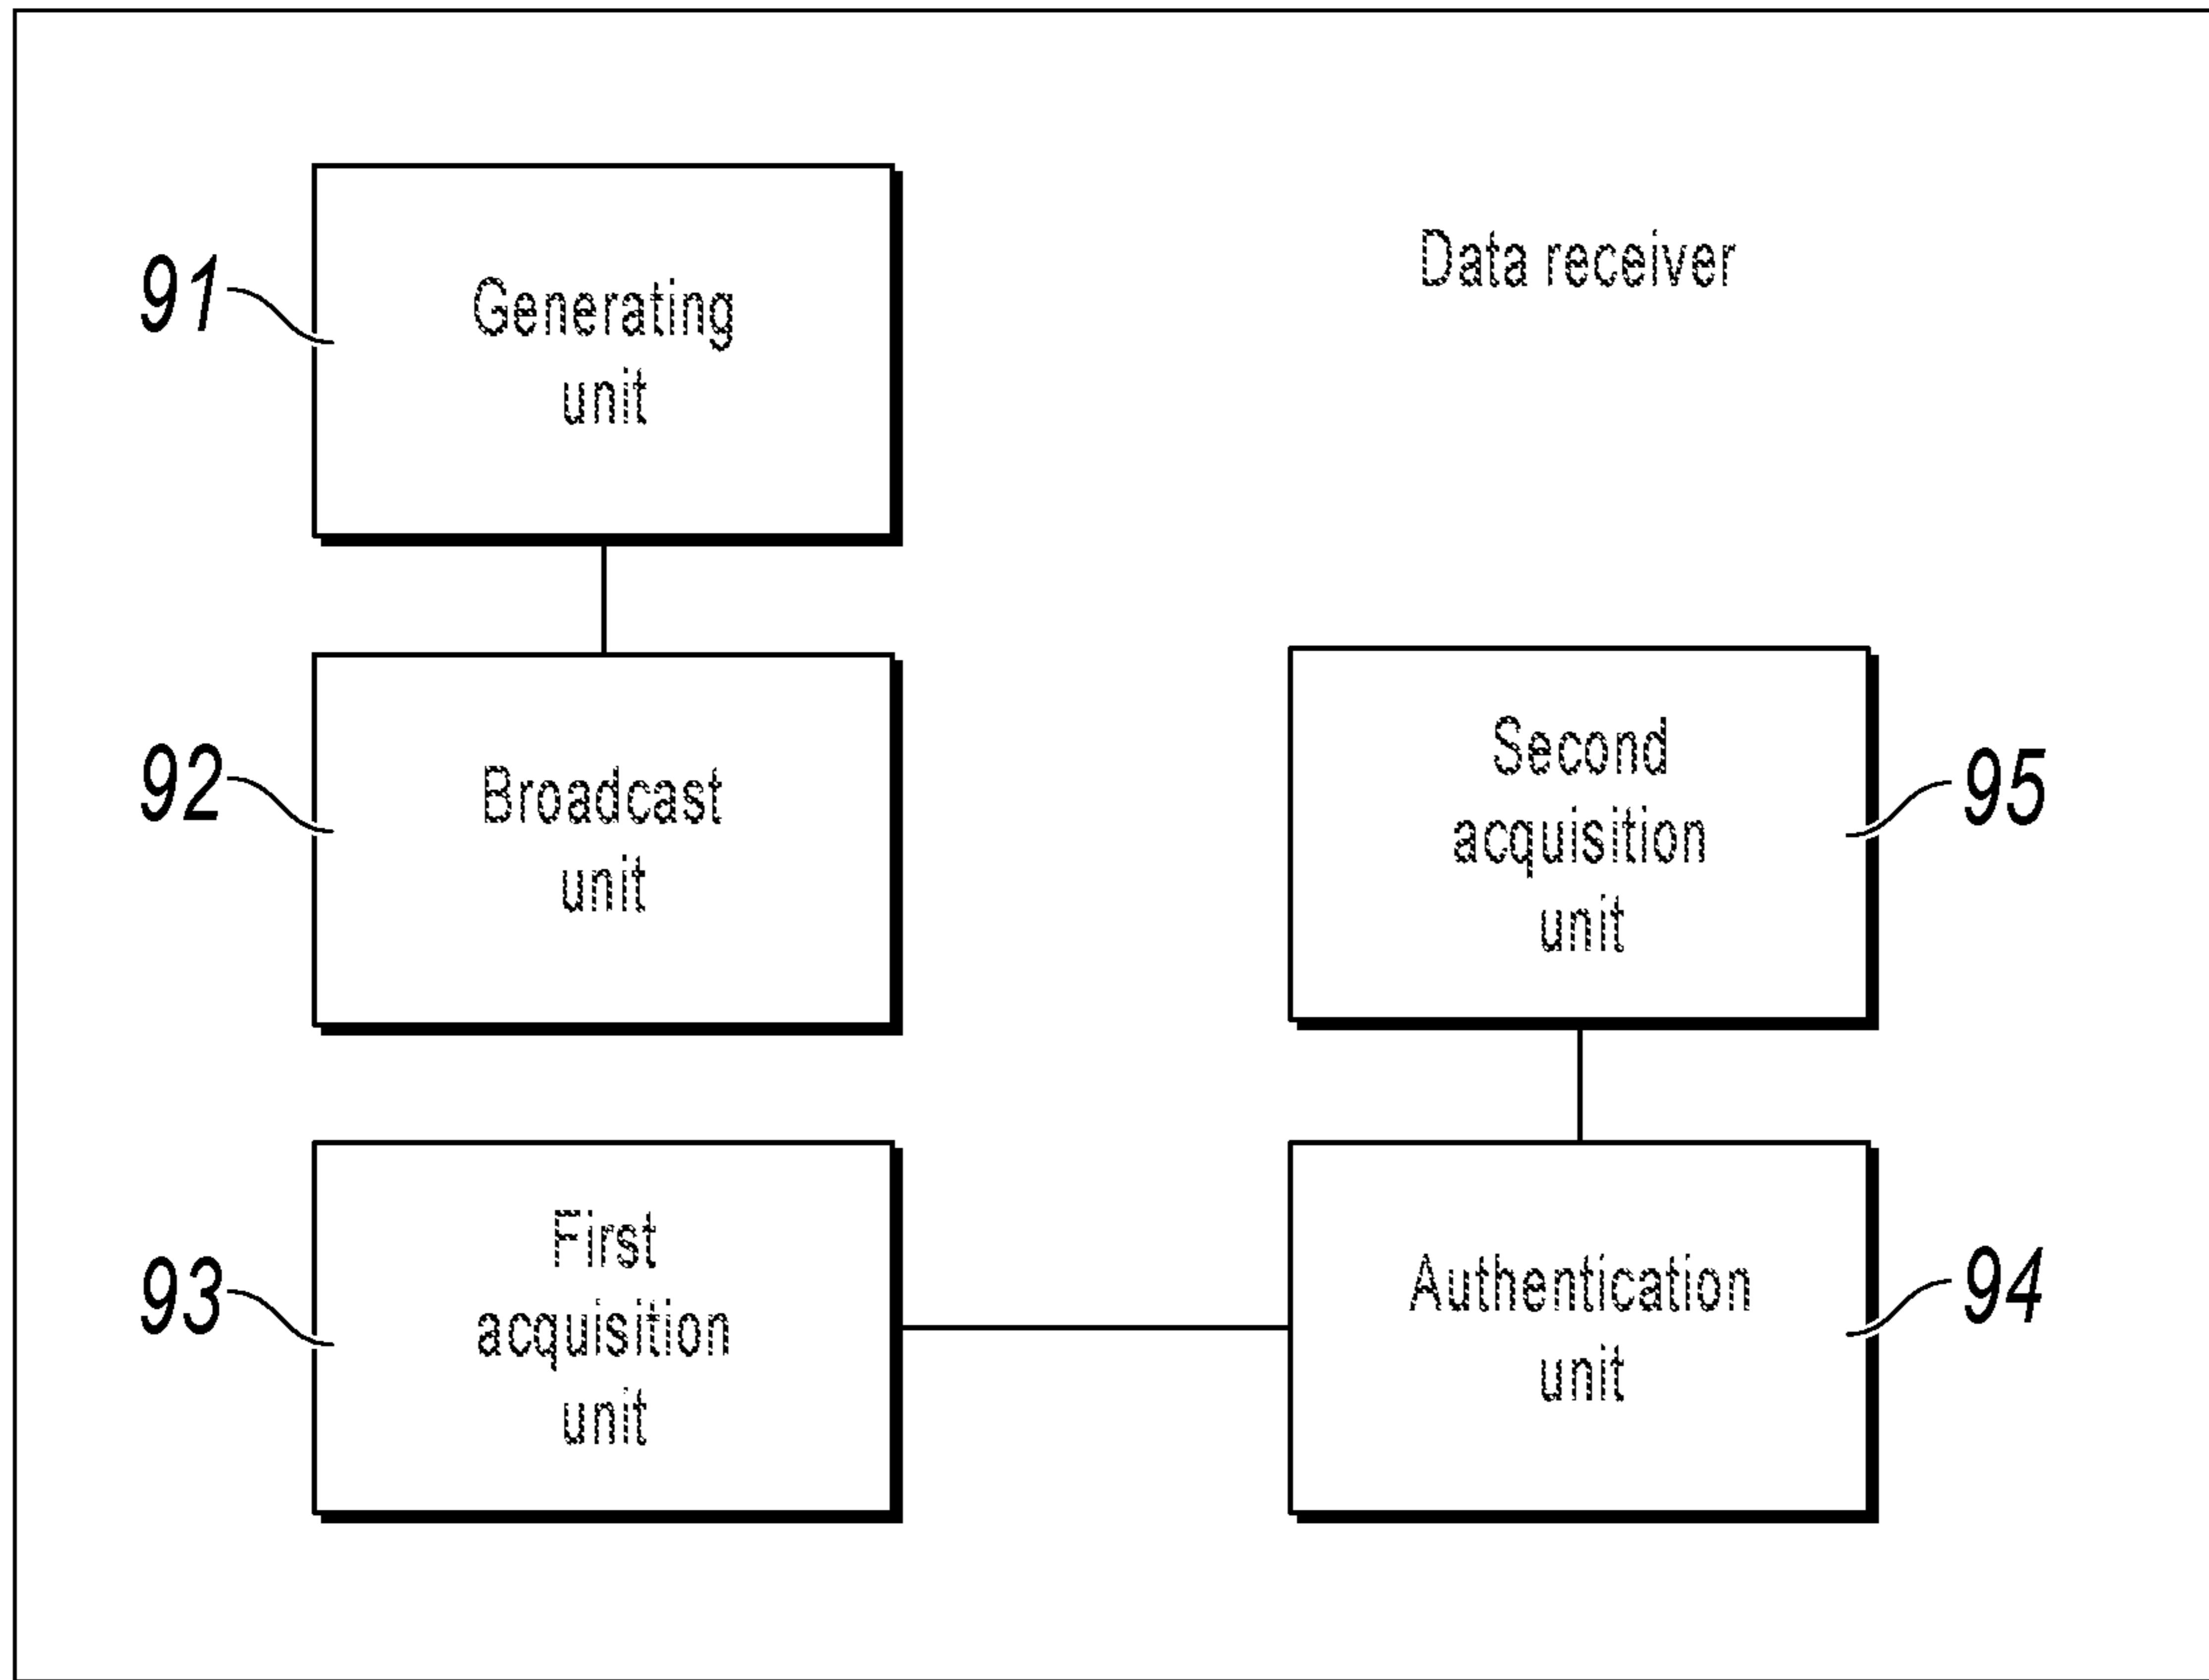 Data receiver
91
Generating
unit
92
Broadcast
unit
Second
acquisition
unit
95
93
First
acquisition
unit
Authentication
unit
94